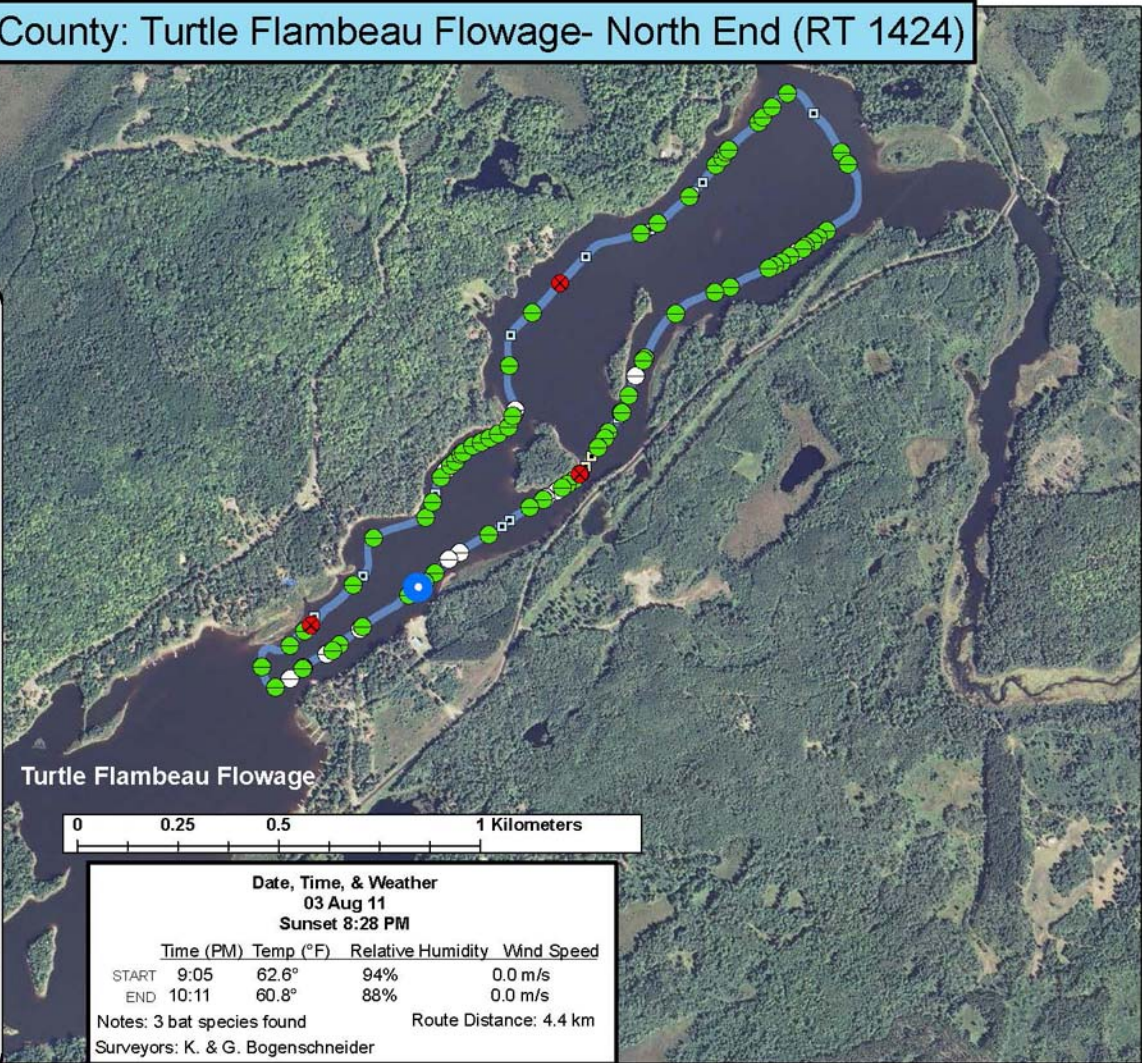 County: Turtle Flambeau Flowage- North End (RT 1424)
Turtle Flambeau Flowage
0 0.25 0.5 1 Kilometers
Date, Time, & Weather
03 Aug 11
Sunset 8:28 PM
Time (PM) Temp (°F) Relative Humidity Wind Speed
START 9:05 62.6° 94% 0.0 m/s
END 10:11 60.8° 88% 0.0 m/s
Notes: 3 bat species found Route Distance: 4.4 km
Surveyors: K. & G. Bogenschneider